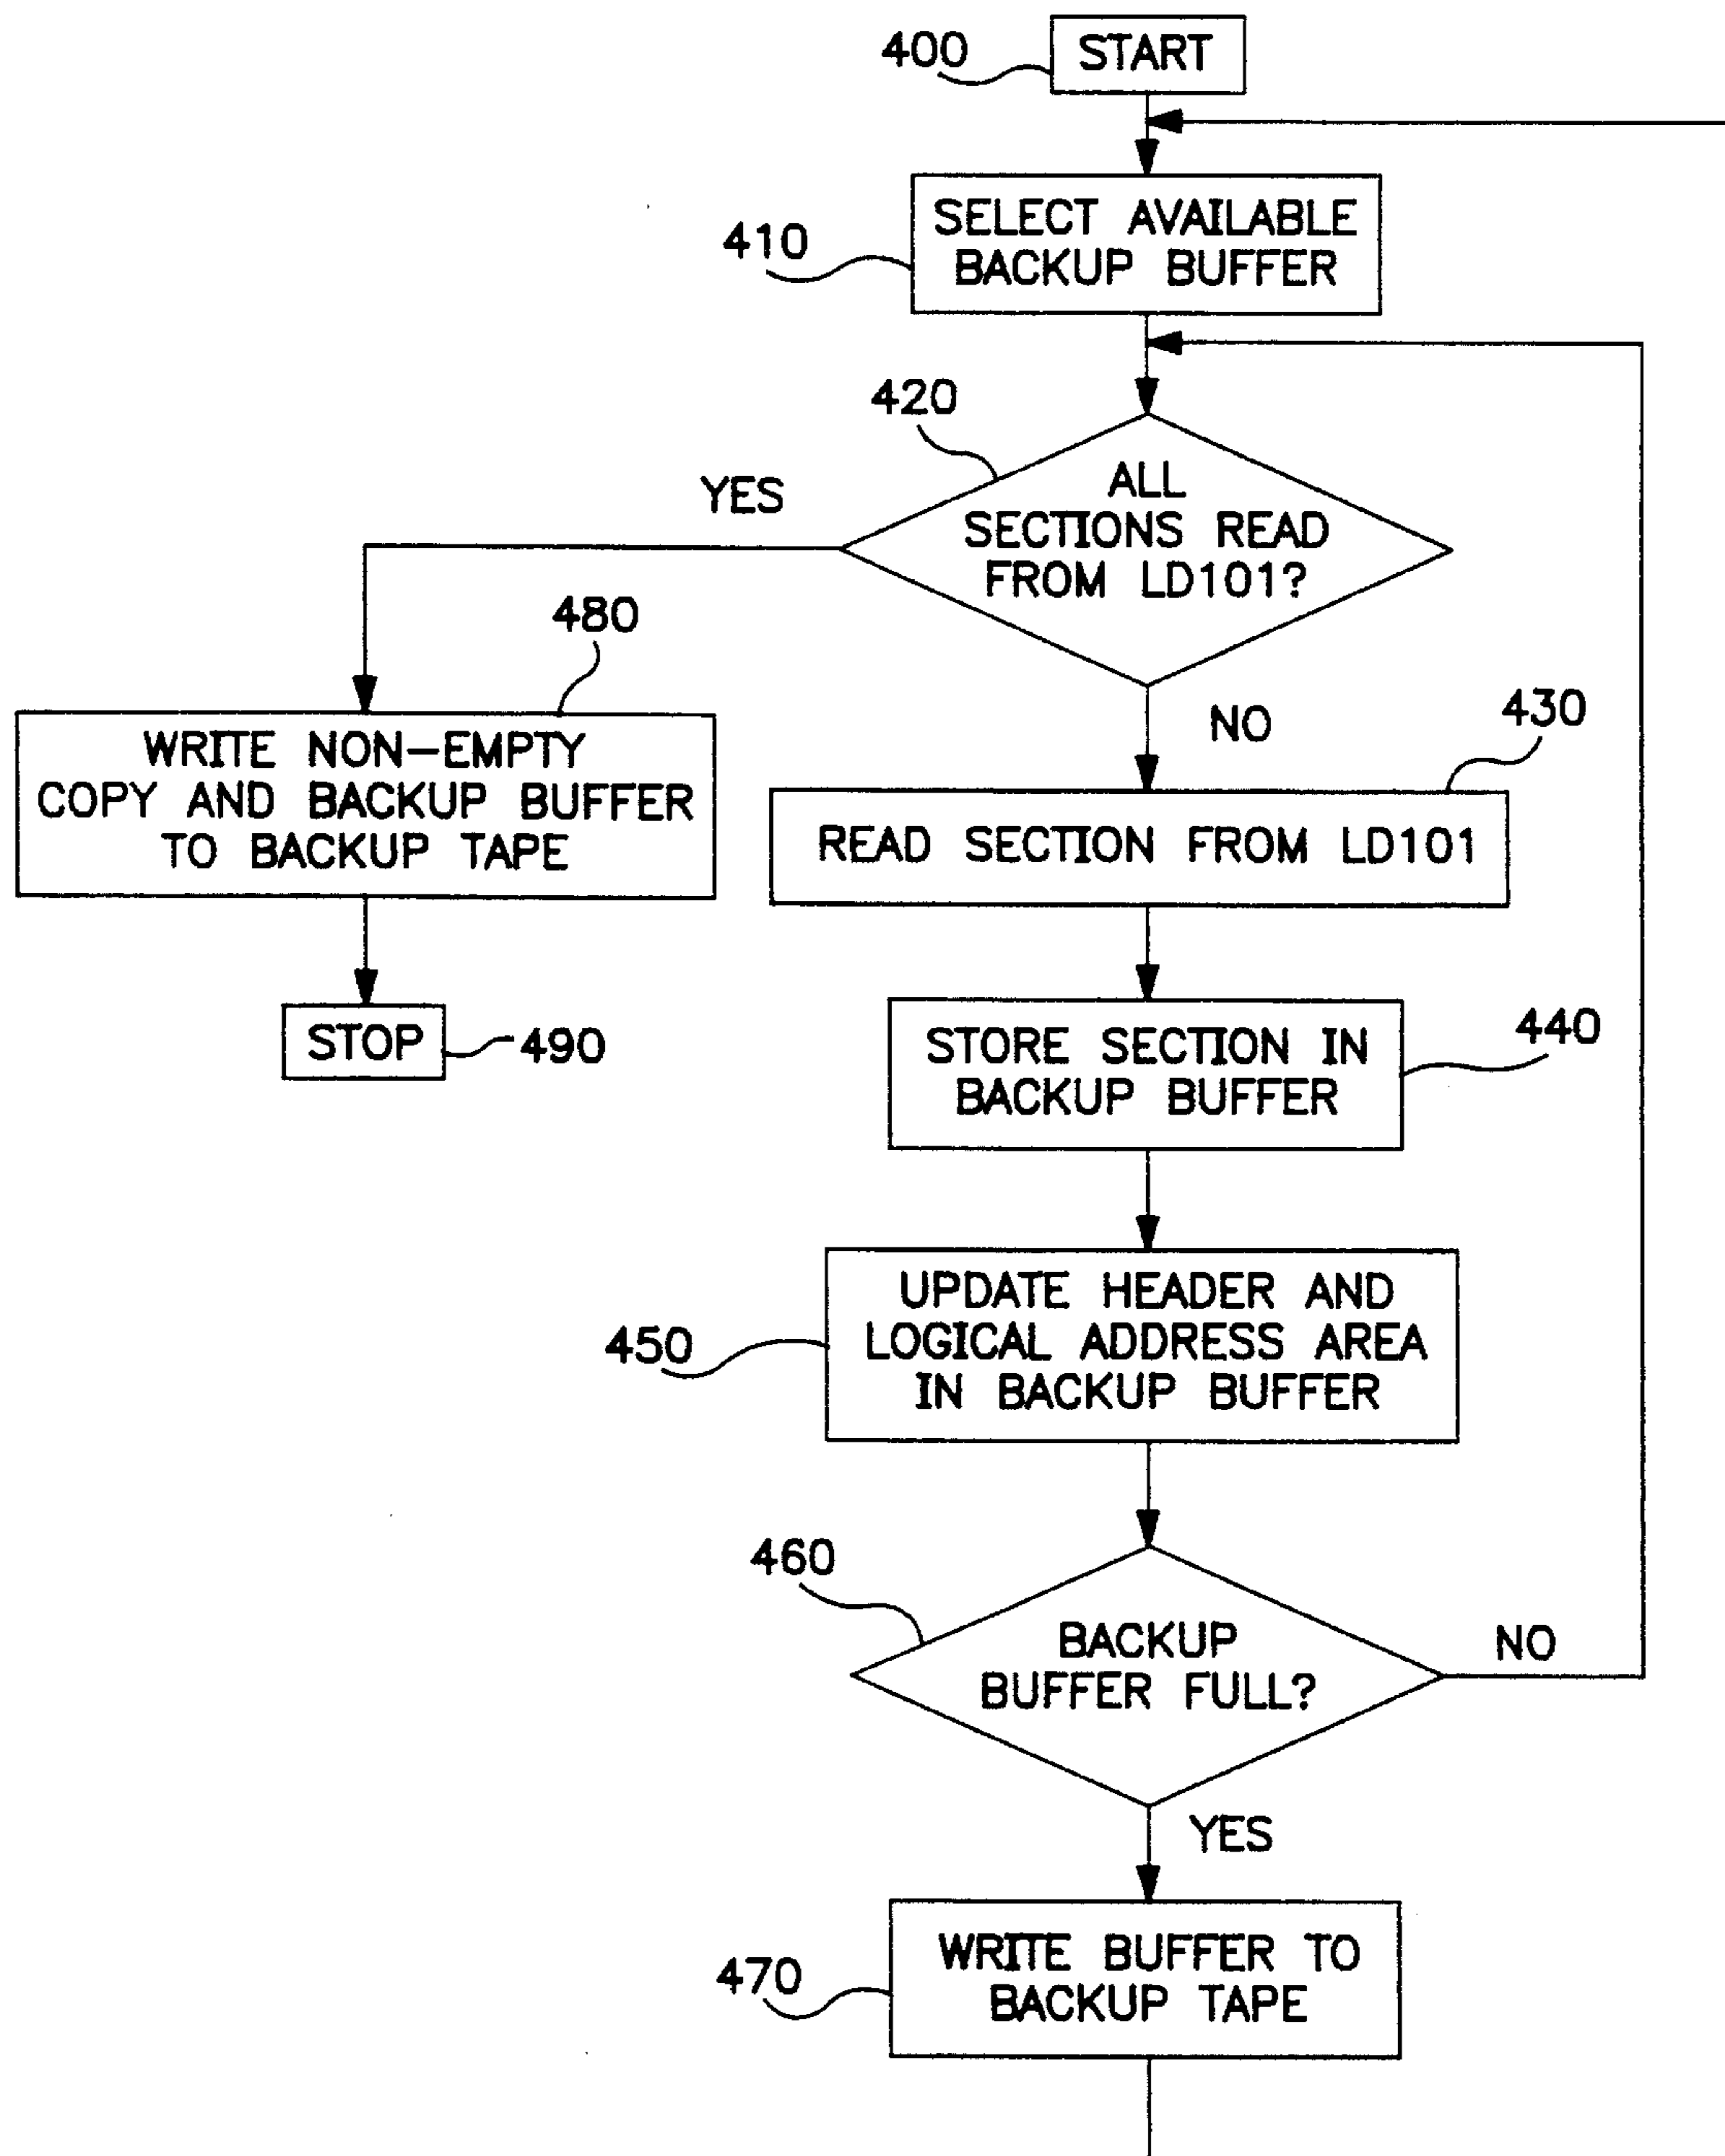 400
START
410
SELECT AVAILABLE
BACKUP BUFFER
420
ALL
SECTIONS READ
FROM LD101?
YES
NO
480
WRITE NON-EMPTY
COPY AND BACKUP BUFFER
TO BACKUP TAPE
STOP
490
430
READ SECTION FROM LD101
STORE SECTION IN
BACKUP BUFFER
440
450
UPDATE HEADER AND
LOGICAL ADDRESS AREA
IN BACKUP BUFFER
460
BACKUP
BUFFER FULL?
NO
YES
470
WRITE BUFFER TO
BACKUP TAPE